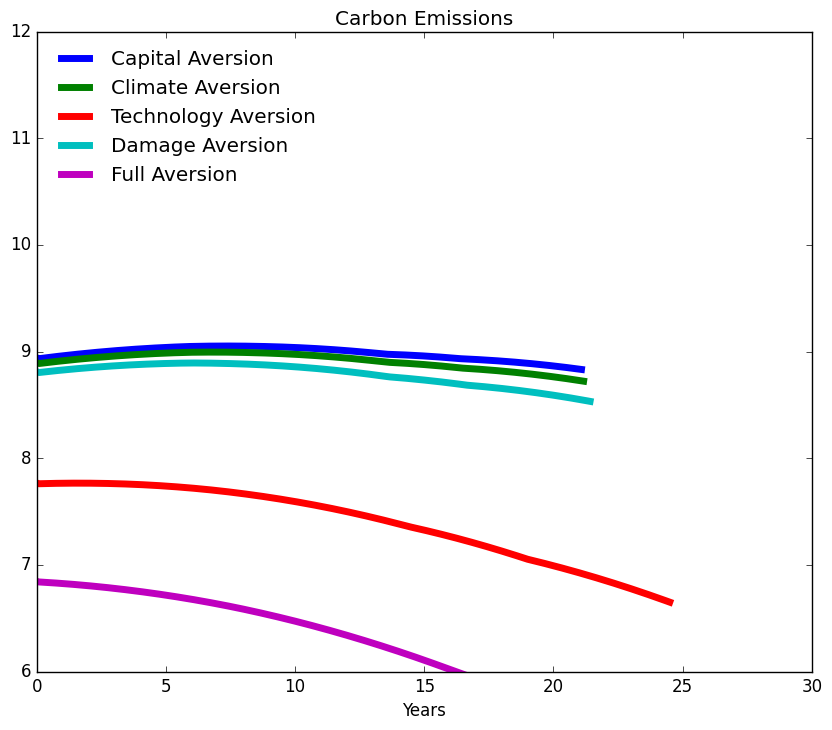 Carbon Emissions
12
11
10
9
8
7
6
Capital Aversion
Climate Aversion
Technology Aversion
Damage Aversion
Full Aversion
0 5 10 15 20 25 30
Years